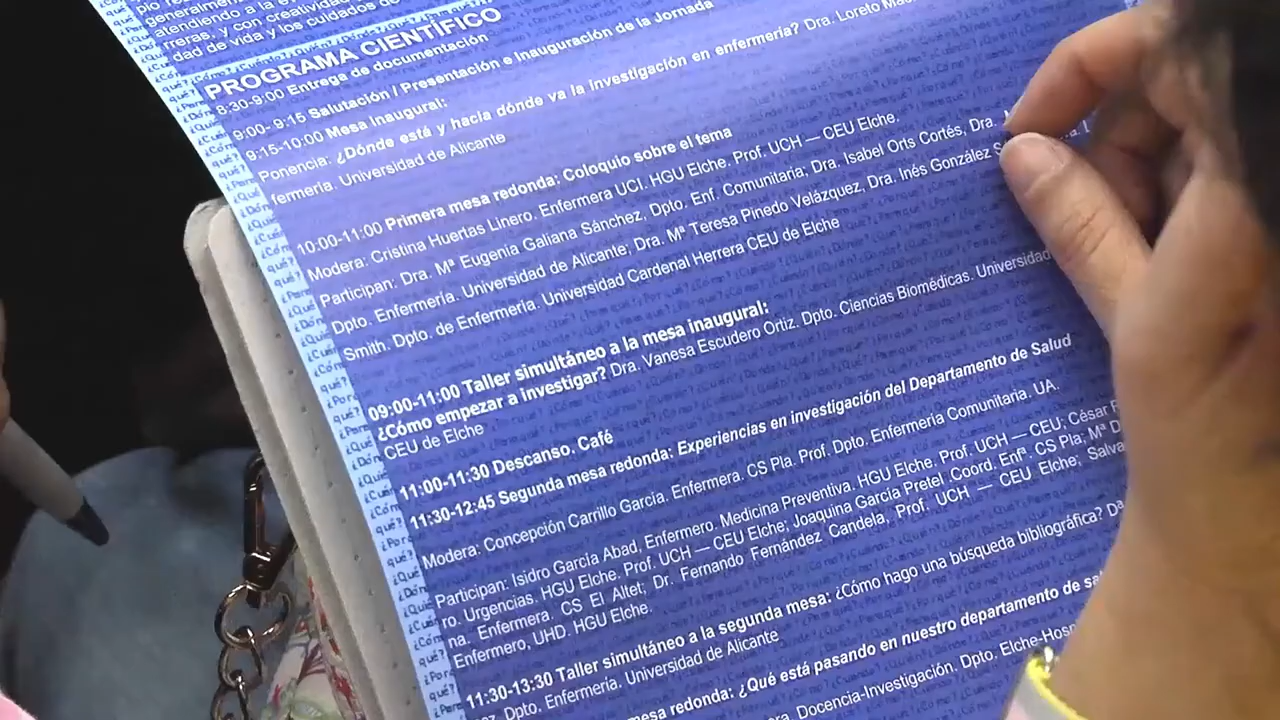 generalmen
atendiendo a la ev
rreras, y con creatividad
dad de vida y los cuidados de
PROGRAMA CIENTÍFICO
8:30-9:00 Entrega de documentación
9:00- 9:15 Salutación I Presentación e Inauguración de la Jornada
9:15-10:00 Mesa Inaugural:
Ponencia: ¿Dónde esté y hacia dónde va la investigación en enfermería? Dra. Loreto
fermería. Universidad de Alicante
10:00-11:00 Primera mesa redonda: Coloquio sobre el tema
Modera: Cristina Huertas Linero. Enfermera UCI. HGU Elche. Prof. UCH — CEU Elche.
Participan: Dra. Mª Eugenia Galiana Sánchez, Dpto. Enf. Comunitaria; Dra. Isabel Orts Cortés, Dra.
Dpto. Enfermería. Universidad de Alicante; Dra. Mª Teresa Pinedo Velázquez, Dra. Inés González
Smith. Dpto. de Enfermería. Universidad Cardenal Herrera CEU de Elche
09:00-11:00 Taller simultáneo a la mesa inaugural:
¿Cómo empezar a investigar? Dra. Vanesa Escudero Ortiz. Dpto. Ciencias Biomédicas. Universidad
CEU de Elche
11:00-11:30 Descanso. Café
11:30-12:45 Segunda mesa redonda: Experiencias en investigación del Departamento de Salud
Modera: Concepción Carrillo García. Enfermera. CS Pla. Prof. Dpto. Enfermería Comunitaria. UA.
Participan: Isidro García Abad, Enfermero. Medicina Preventiva. HGU Elche. Prof. UCH — CEU; César
ro. Urgencias. HGU Elche. Prof. UCH — CEU Elche; Joaquina García Pretel Coord. Enfª. CS Pla; Mª D
na. Enfermera. CS El Altet; Dr. Fernando Fernández Candela, Prof. UCH — CEU Elche; Salva
Enfermero, UHD. HGU Elche.
11:30-13:30 Taller simultáneo a la segunda mesa: ¿Cómo hago una búsqueda bibliográfica? Da
ez. Dpto. Enfermería. Universidad de Alicante
mesa redonda: ¿Qué está pasando en nuestro departamento de sal
ora. Docencia-Investigación. Dpto. Elche-Hosp